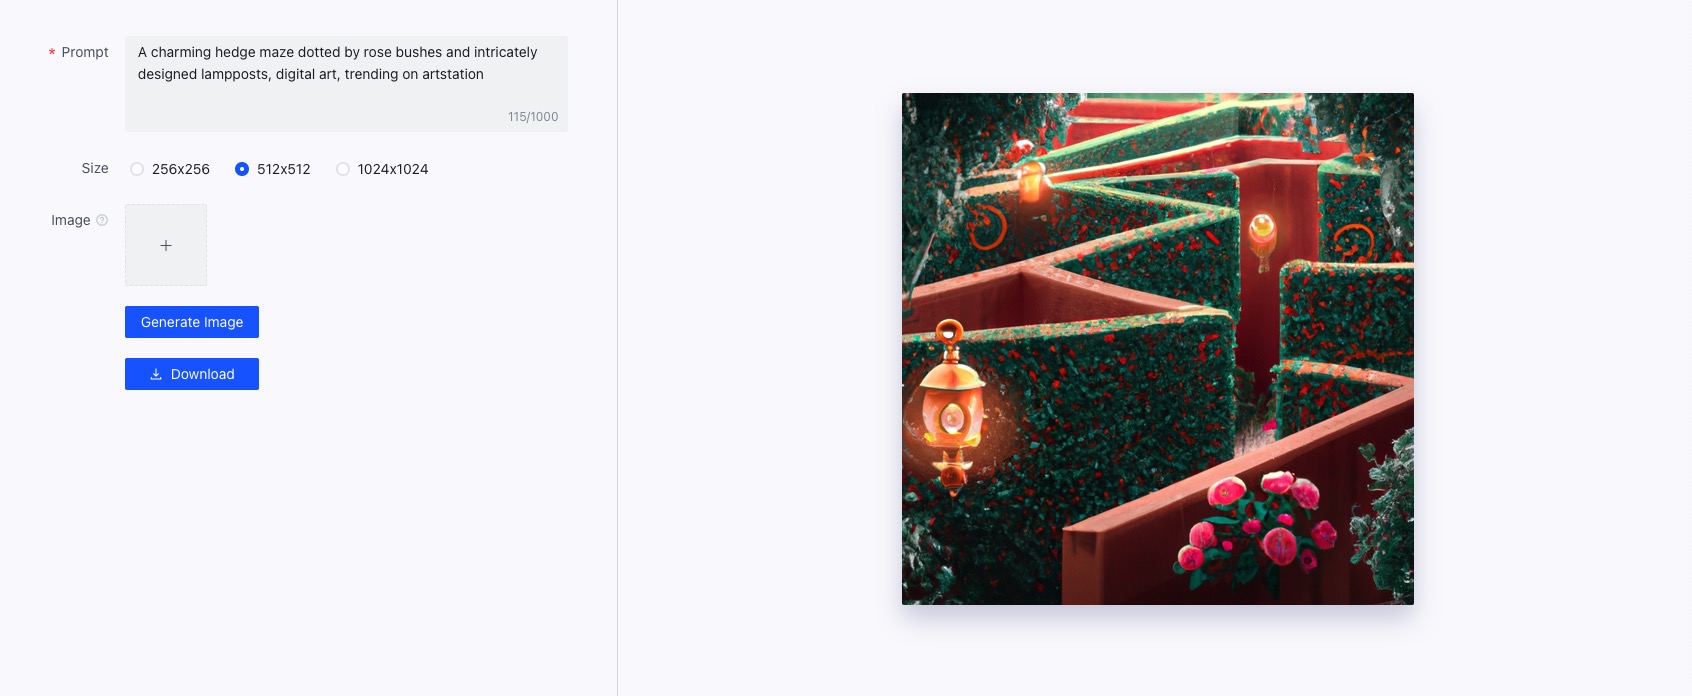 * Prompt
A charming hedge maze dotted by rose bushes and intricately
designed lampposts, digital art, trending on artstation
115/1000
Size 256x256 512x512 1024x1024
Image ?
+
Generate Image
Download